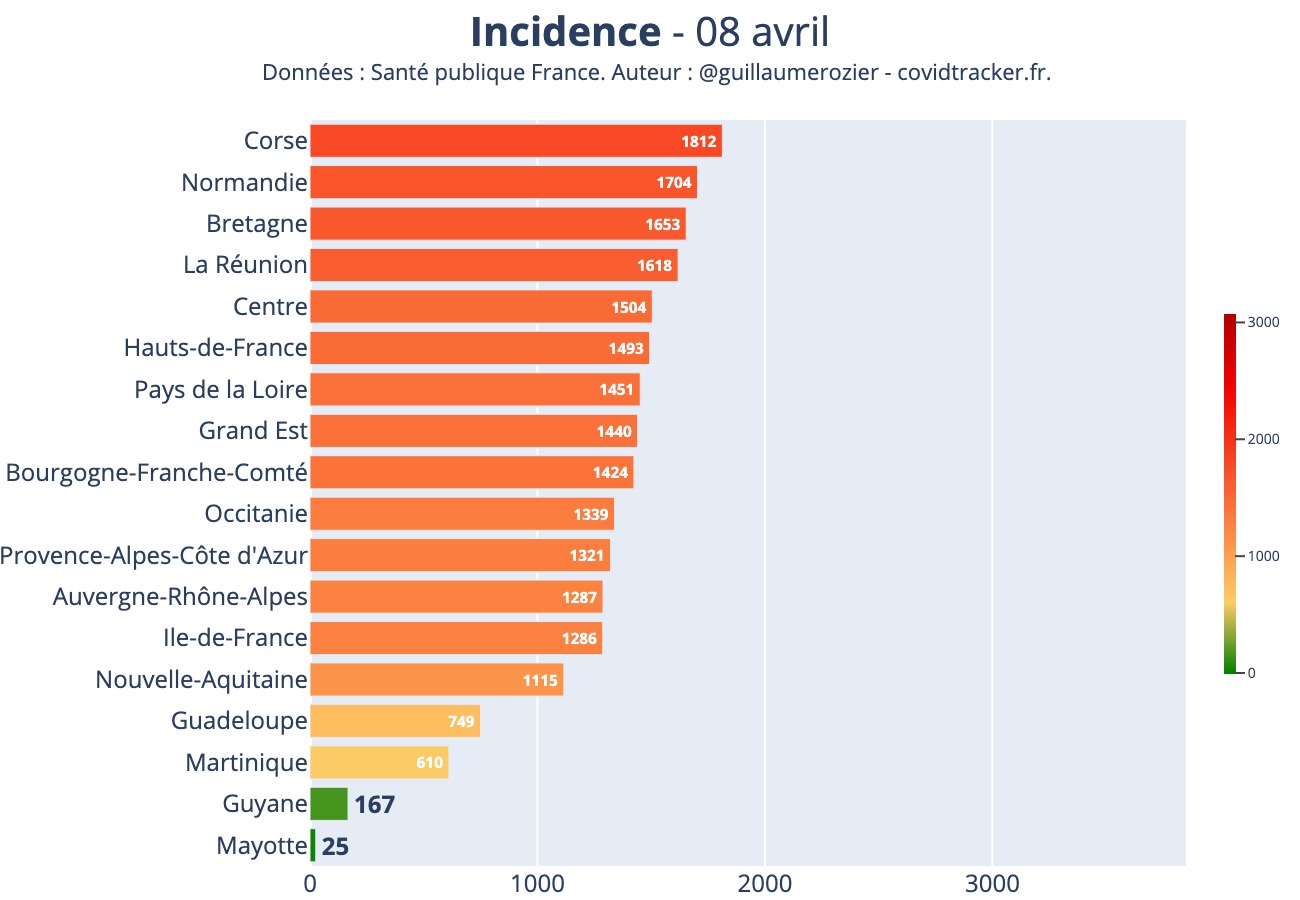 Incidence - 08 avril
Données : Santé publique France. Auteur : @guillaumerozier - covidtracker.fr.
Corse 1812
Normandie 1704
Bretagne 1653
La Réunion 1618
Centre 1504
Hauts-de-France 1493
Pays de la Loire 1451
Grand Est 1440
Bourgogne-Franche-Comté 1424
Occitanie 1339
Provence-Alpes-Côte d'Azur 1321
Auvergne-Rhône-Alpes 1287
Ile-de-France 1286
Nouvelle-Aquitaine 1115
Guadeloupe 749
Martinique 610
Guyane 167
Mayotte 25
0 1000 2000 3000
3000
2000
1000
0